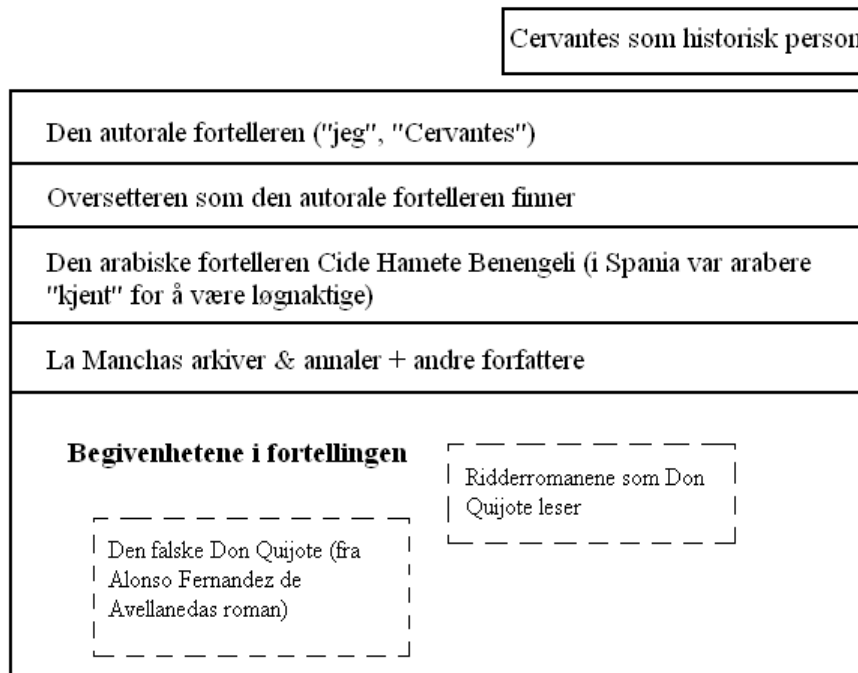 Cervantes som historisk person
Den autorale fortelleren ("jeg", "Cervantes")
Oversetteren som den autorale fortelleren finner
Den arabiske fortelleren Cide Hamete Benengeli (i Spania var arabere
"kjent" for å være løgnaktige)
La Manchas arkiver & annaler + andre forfattere
Begivenhetene i fortellingen
Ridderromanene som Don
Quijote leser
Den falske Don Quijote (fra
Alonso Fernandez de
Avellanedas roman)